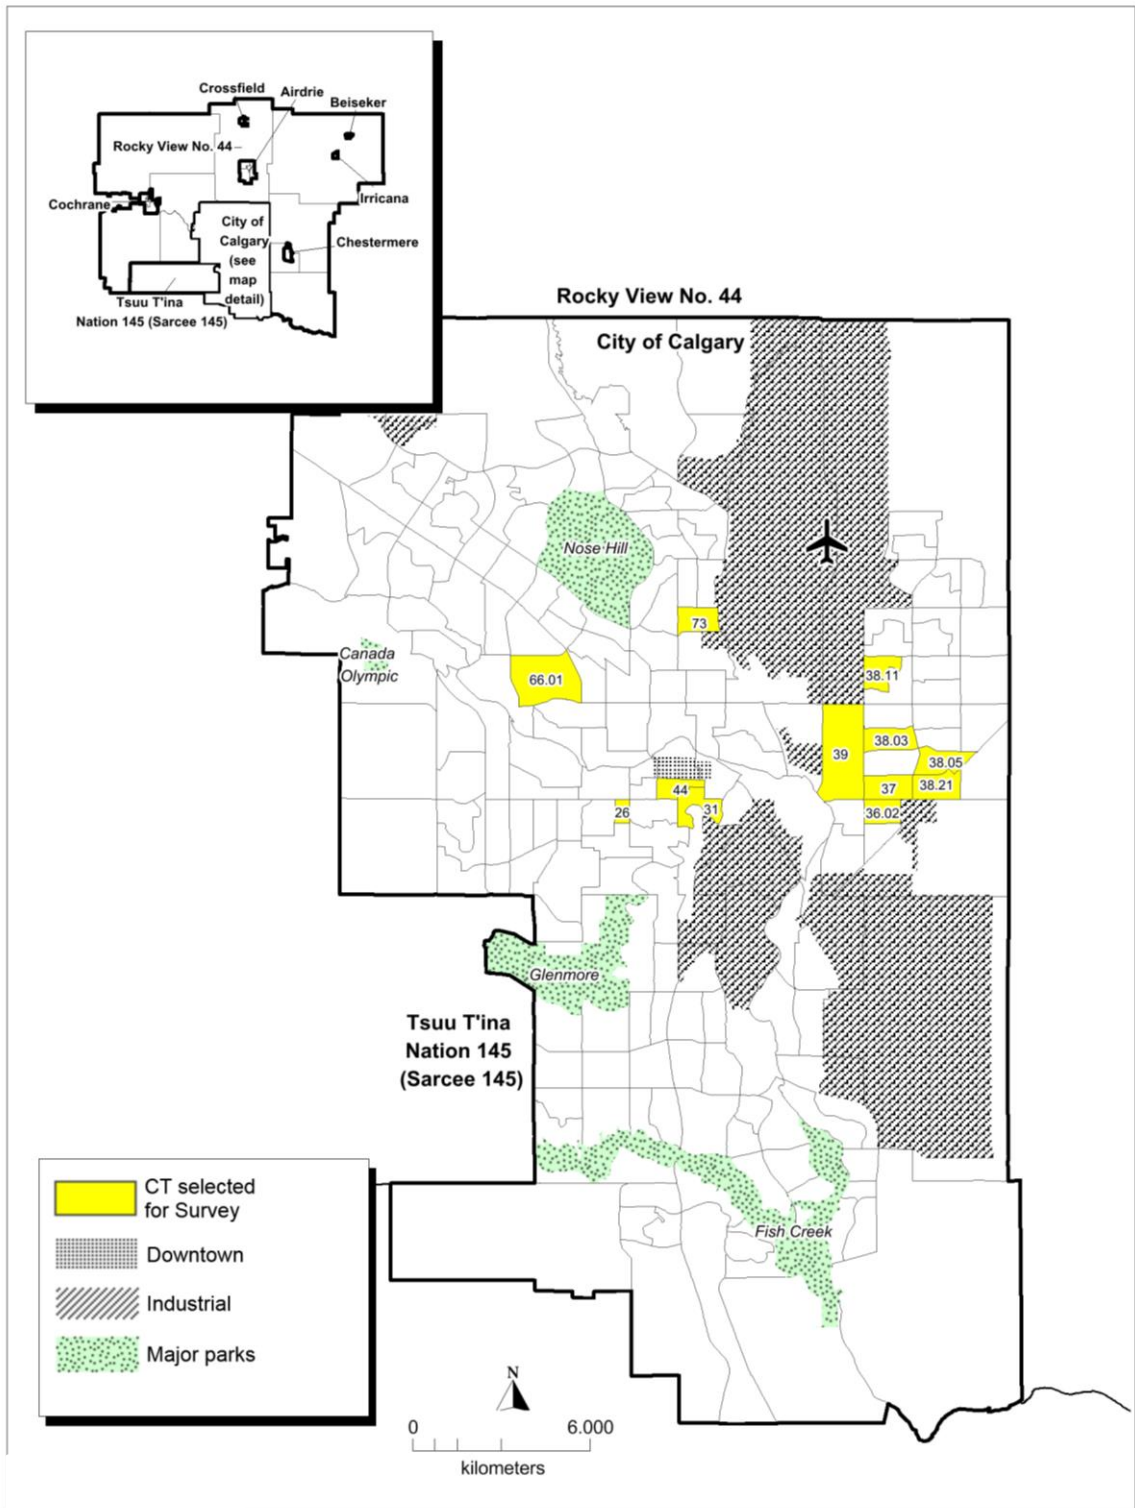 Crossfield
Airdrie
Beiseker
Rocky View No. 44
Irricana
Cochrane
City of
Calgary
(see
map
detail)
Chestermere
Tsuu T'ina
Nation 145 (Sarcee 145)
Rocky View No. 44
City of Calgary
Nose Hill
73
Canada
Olympic
66.01
38.11
39
38.03
38.05
44
37
38.21
26
31
36.02
Glenmore
Tsuu T'ina
Nation 145
(Sarcee 145)
Fish Creek
CT selected
for Survey
Downtown
Industrial
Major parks
N
0 6.000
kilometers